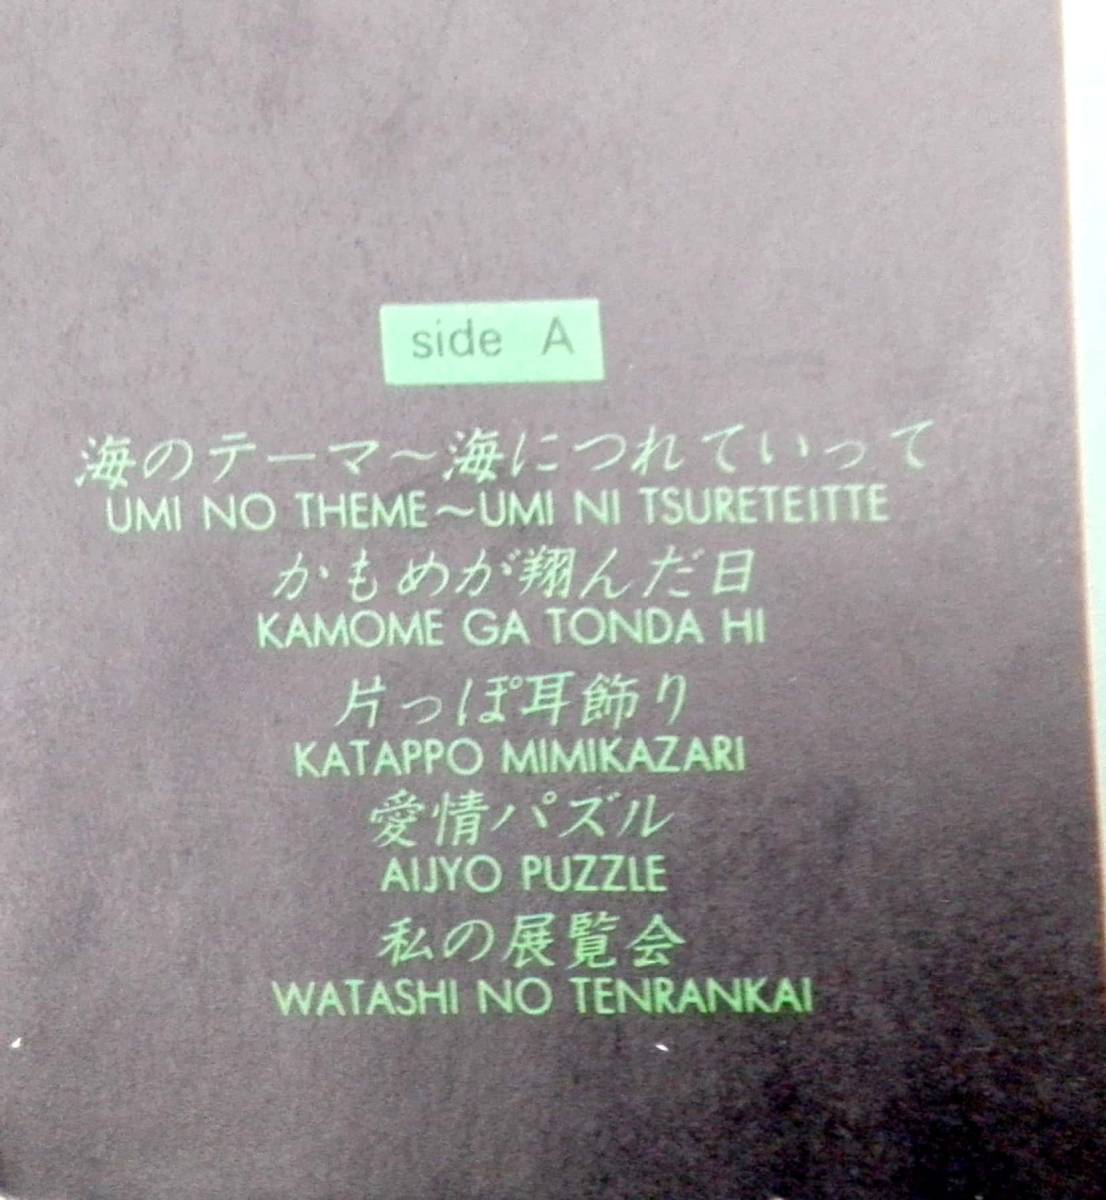 side A
海のテーマ〜海につれていって
UMI NO THEME〜UMI NI TSURETEITTE
かもめが翔んだ日
KAMOME GA TONDA HI
片っぽ耳飾り
KATAPPO MIMIKAZARI
愛情パズル
AIJYO PUZZLE
私の展覧会
WATASHI NO TENRANKAI